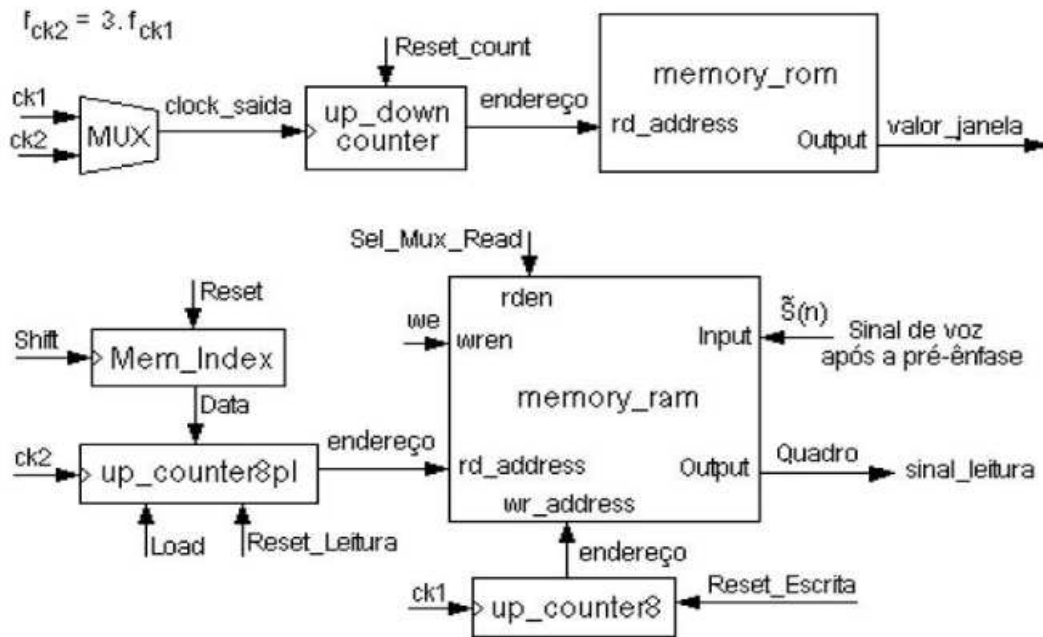 f ck2 = 3. f ck1
Reset_count
ck1
ck2
MUX
clock_saida
up_down
counter
endereço
memory_rom
rd_address
Output
valor_janela
Sel_Mux_Read
Reset
Shift
Mem_Index
Data
ck2
up_counter8pl
Load
Reset_Leitura
endereço
rden
we
wren
Input
s̃(n)
Sinal de voz
após a pré-ênfase
memory_ram
rd_address
Output
Quadro
sinal_leitura
wr_address
endereço
ck1
up_counter8
Reset_Escrita